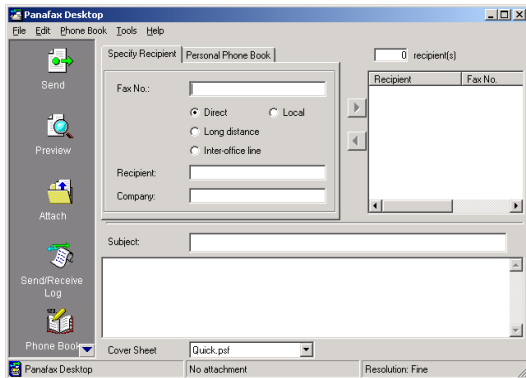 Panafax Desktop
File Edit Phone Book Tools Help
Send
Preview
Attach
Send/Receive
Log
Phone Book
Specify Recipient Personal Phone Book
Fax No.:
Direct Local
Long distance
Inter-office line
Recipient:
Company:
0 recipient(s)
Recipient Fax No.
Subject:
Cover Sheet Quick.psf
Panafax Desktop No attachment Resolution: Fine